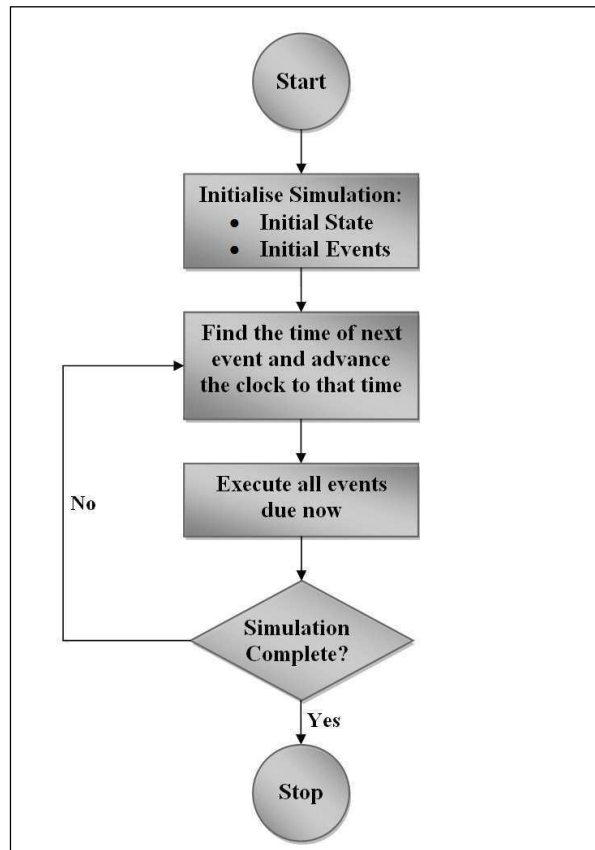 Start
Initialise Simulation:
• Initial State
• Initial Events
Find the time of next
event and advance
the clock to that time
Execute all events
due now
No
Simulation
Complete?
Yes
Stop